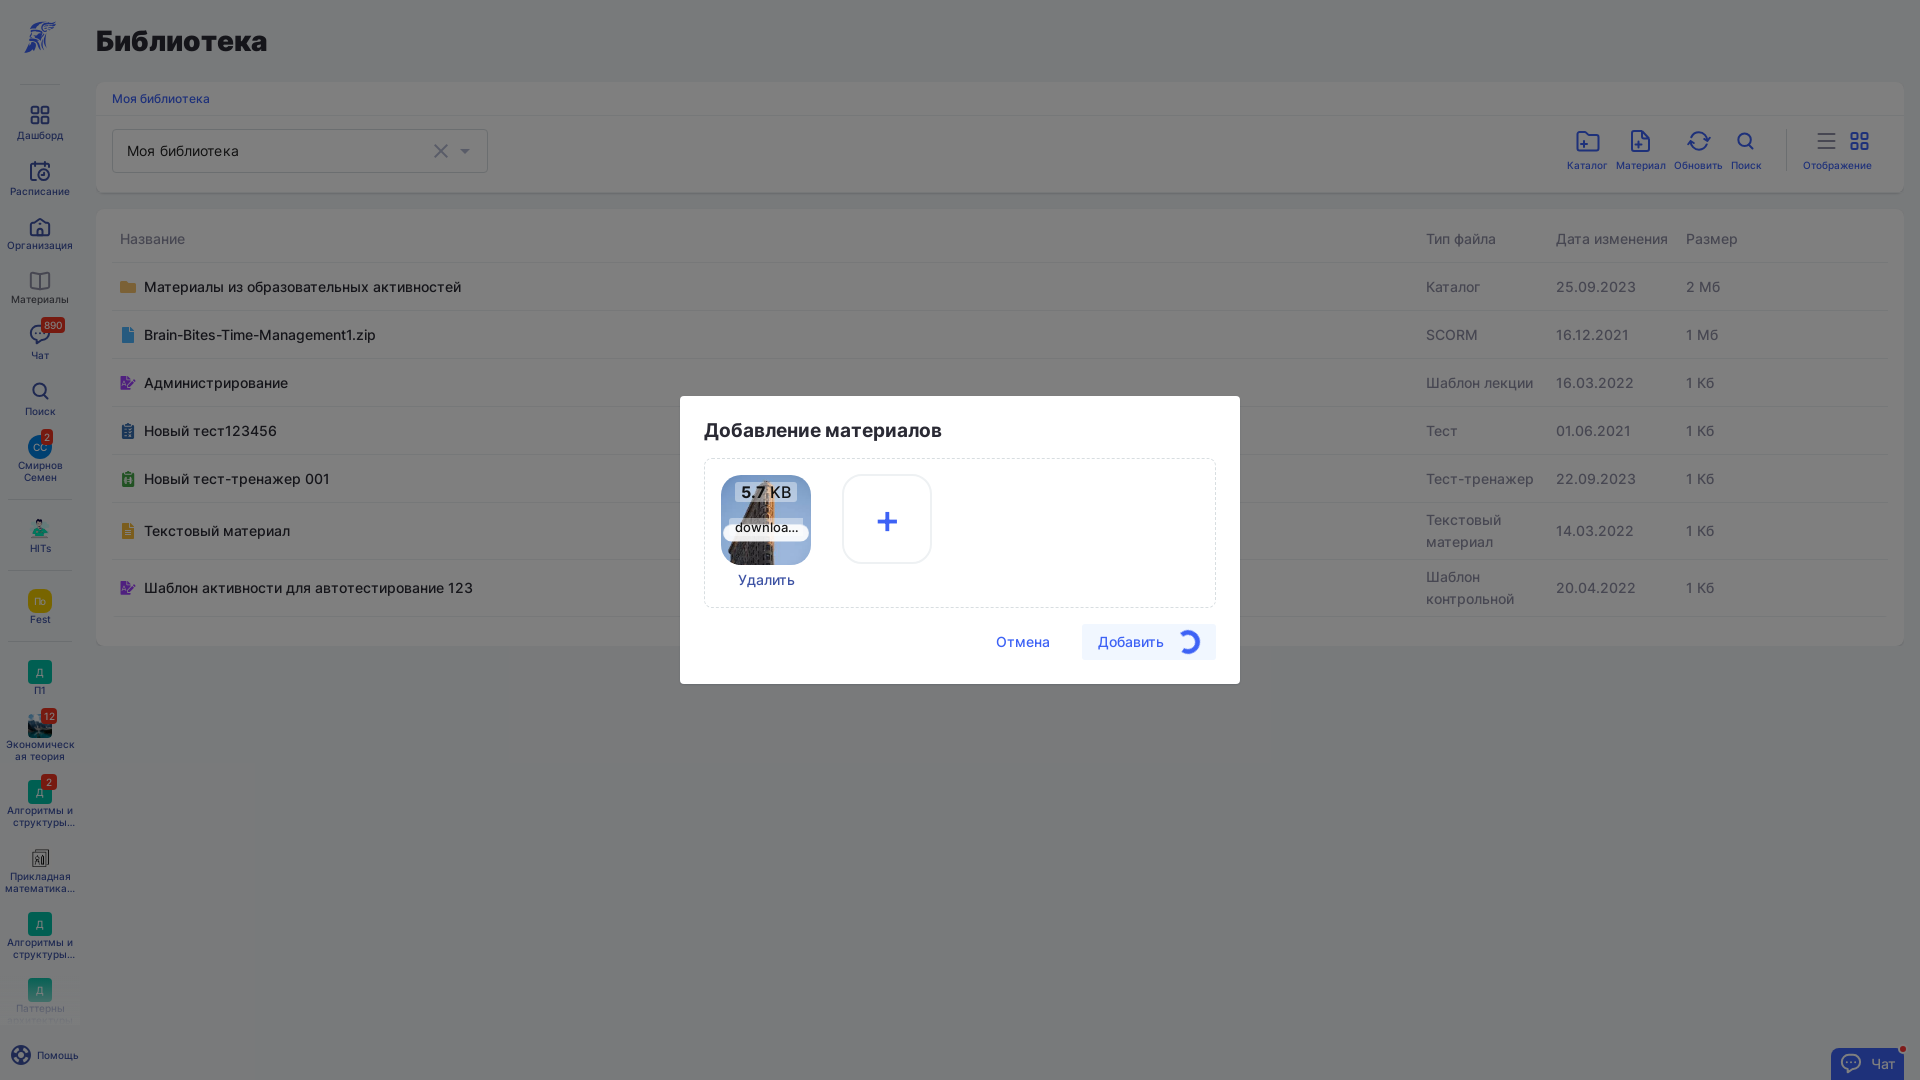 Библиотека
Моя библиотека
Моя библиотека
Каталог
Материал
Обновить
Поиск
Отображение
Дашборд
Расписание
Организация
Материалы
890
Чат
Поиск
СС
2
Смирнов
Семен
HITs
По
Fest
Д
П1
12
Экономическ
ая теория
Д
2
Алгоритмы и
структуры...
Прикладная
математика...
Д
Алгоритмы и
структуры...
Д
Паттерны
Помощь
Название Тип файла Дата изменения Размер
Материалы из образовательных активностей Каталог 25.09.2023 2 Мб
Brain-Bites-Time-Management1.zip SCORM 16.12.2021 1 Мб
Администрирование Шаблон лекции 16.03.2022 1 Кб
Новый тест123456 Тест 01.06.2021 1 Кб
Новый тест-тренажер 001 Тест-тренажер 22.09.2023 1 Кб
Текстовый материал Текстовый
материал 14.03.2022 1 Кб
Шаблон активности для автотестирование 123 Шаблон
контрольной 20.04.2022 1 Кб
Добавление материалов
5.7 KB
downloa...
+
Удалить
Отмена
Добавить
Чат